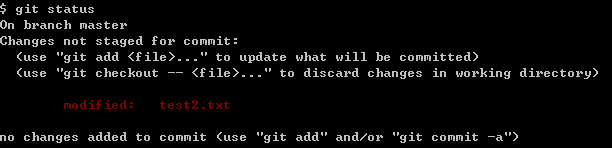 $ git status
On branch master
Changes not staged for commit:
  (use "git add <file>..." to update what will be committed)
  (use "git checkout -- <file>..." to discard changes in working directory)

        modified:   test2.txt

no changes added to commit (use "git add" and/or "git commit -a")